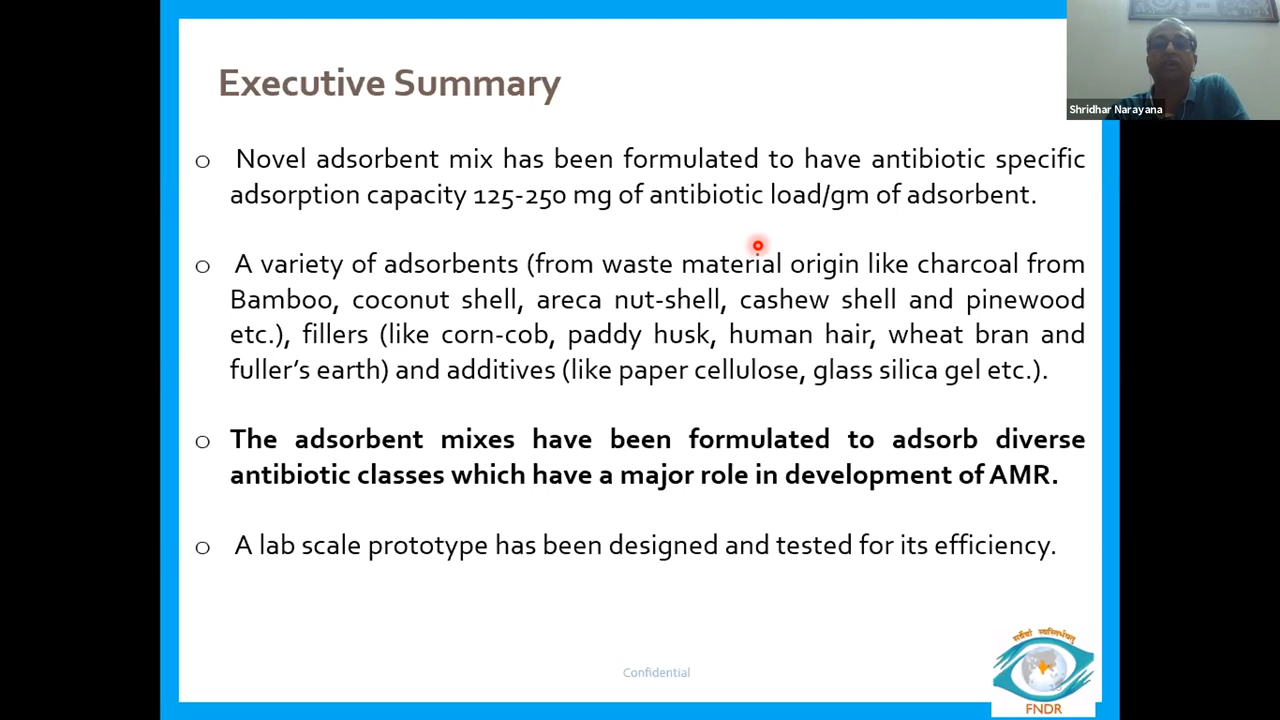 Executive Summary
Shridhar Narayana
o Novel adsorbent mix has been formulated to have antibiotic specific
adsorption capacity 125-250 mg of antibiotic load/gm of adsorbent.
o A variety of adsorbents (from waste material origin like charcoal from
Bamboo, coconut shell, areca nut-shell, cashew shell and pinewood
etc.), fillers (like corn-cob, paddy husk, human hair, wheat bran and
fuller's earth) and additives (like paper cellulose, glass silica gel etc.).
o The adsorbent mixes have been formulated to adsorb diverse
antibiotic classes which have a major role in development of AMR.
o A lab scale prototype has been designed and tested for its efficiency.
Confidential
FNDR